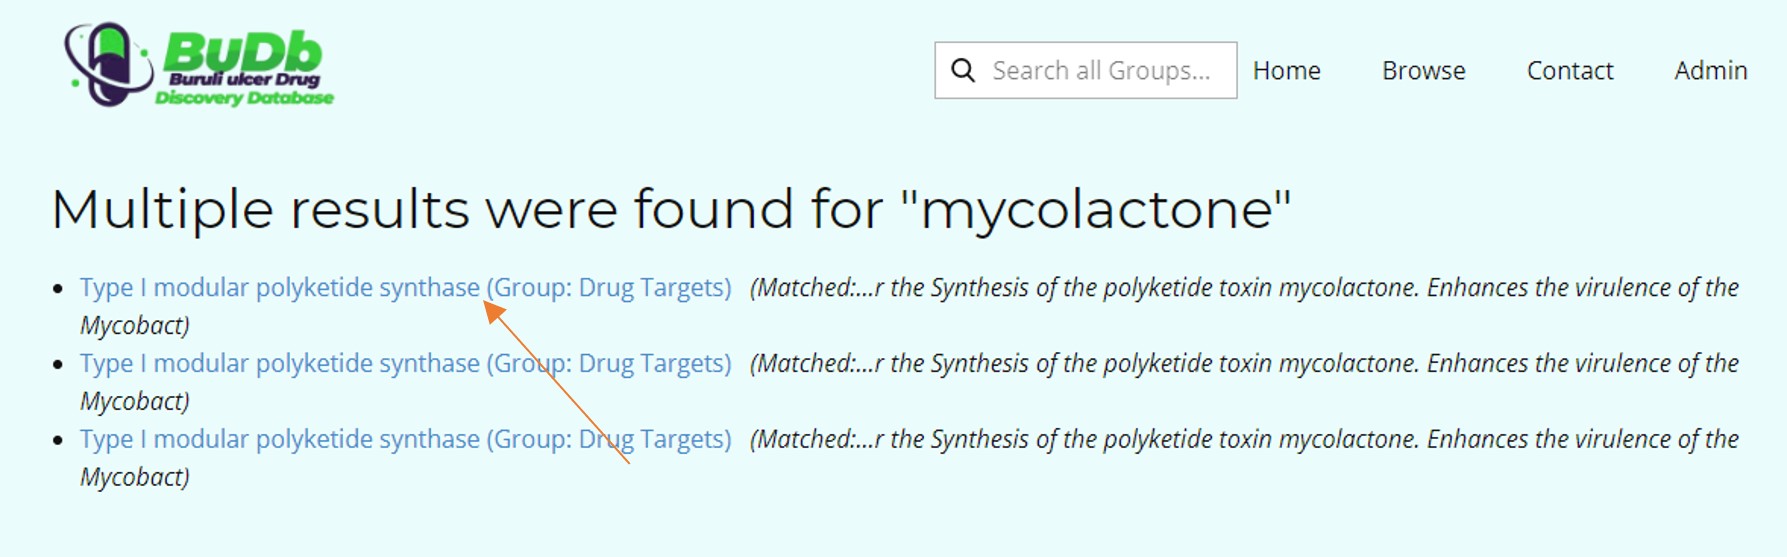 BuDb
Buruli ulcer Drug
Discovery Database
Search all Groups...
Home
Browse
Contact
Admin
Multiple results were found for "mycolactone"
Type I modular polyketide synthase (Group: Drug Targets) (Matched:...r the Synthesis of the polyketide toxin mycolactone. Enhances the virulence of the
Mycobact)
Type I modular polyketide synthase (Group: Drug Targets) (Matched:...r the Synthesis of the polyketide toxin mycolactone. Enhances the virulence of the
Mycobact)
Type I modular polyketide synthase (Group: Drug Targets) (Matched:...r the Synthesis of the polyketide toxin mycolactone. Enhances the virulence of the
Mycobact)